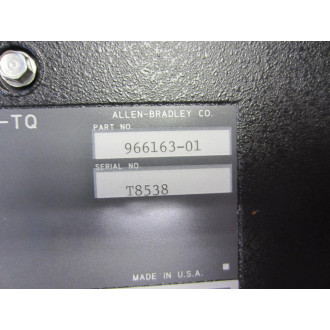 -TQ
ALLEN-BRADLEY CO.
PART NO.
966163-01
SERIAL NO.
T8538
MADE IN U.S.A.